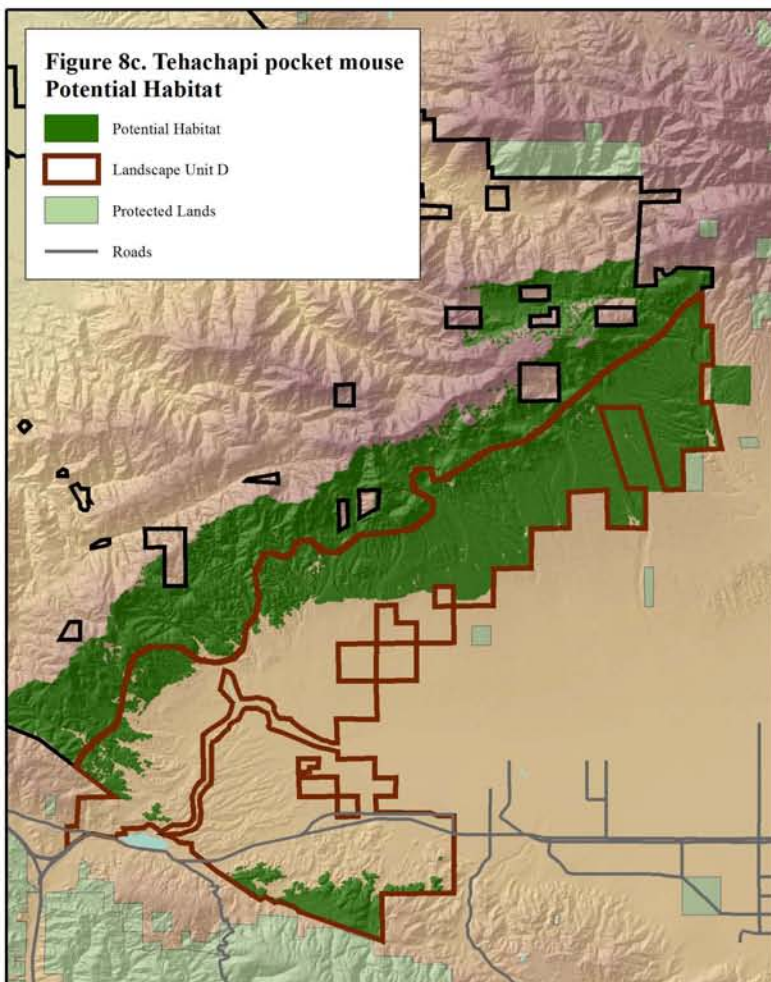 Figure 8c. Tehachapi pocket mouse
Potential Habitat
Potential Habitat
Landscape Unit D
Protected Lands
Roads